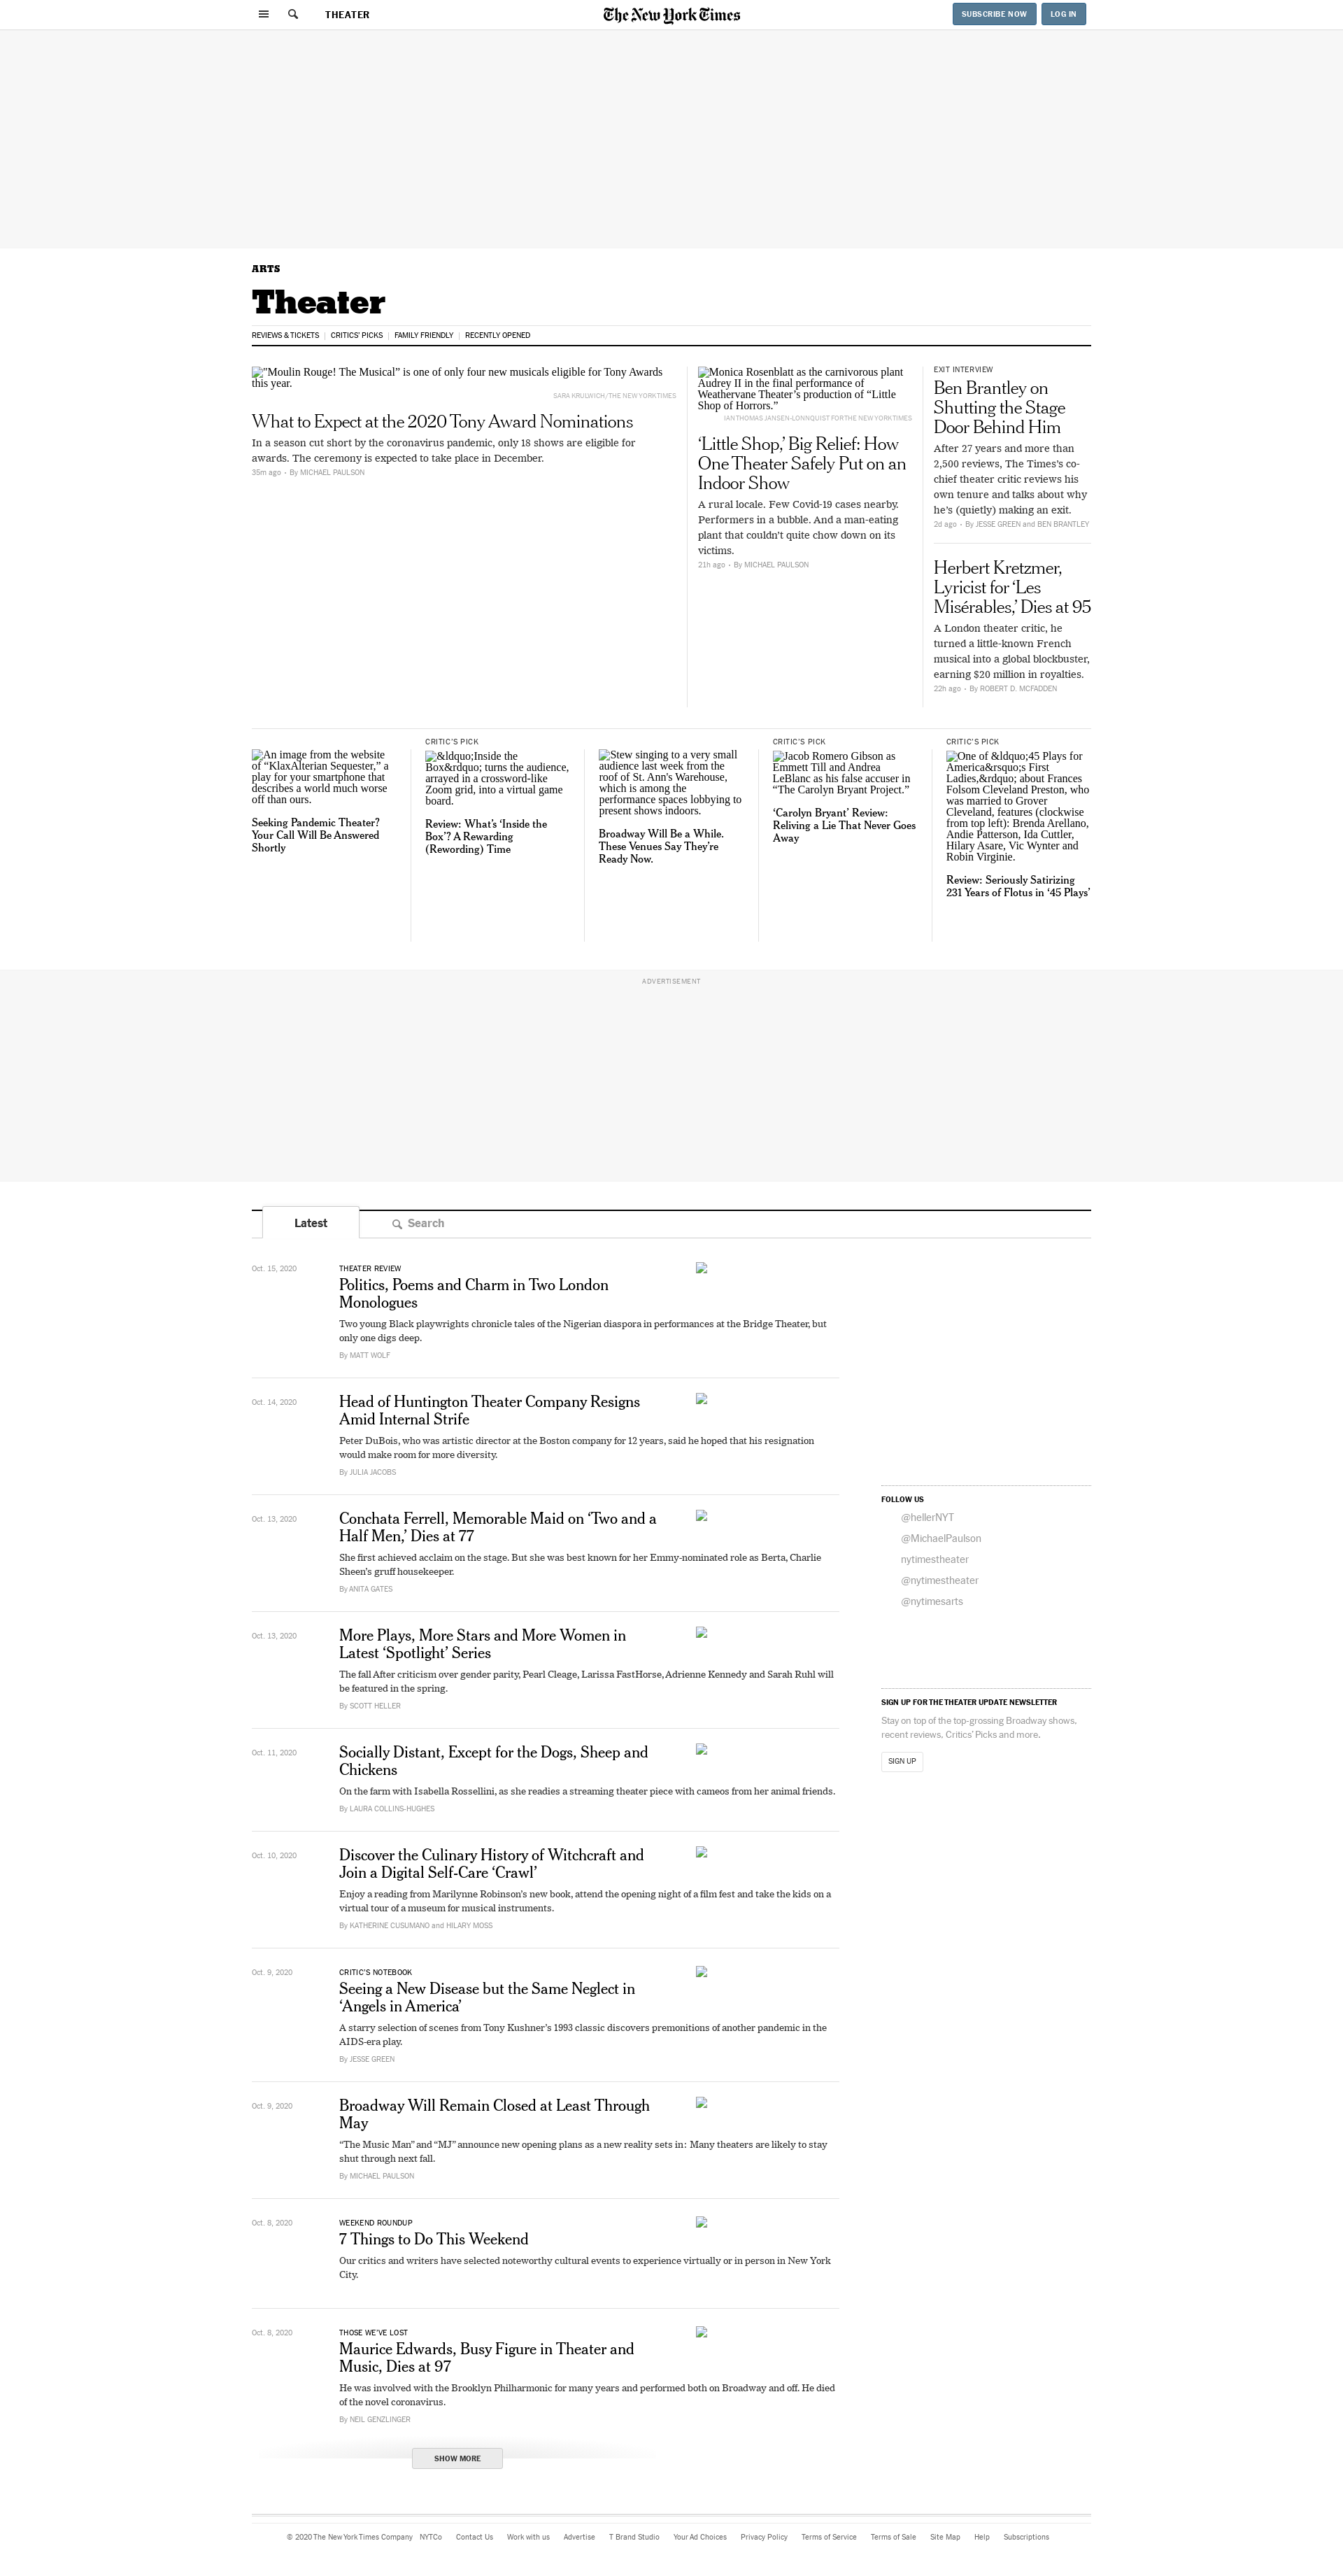 THEATER
The New York Times
SUBSCRIBE NOW
LOG IN
ARTS
Theater
REVIEWS & TICKETS
CRITICS' PICKS
FAMILY FRIENDLY
RECENTLY OPENED
"Moulin Rouge! The Musical” is one of only four new musicals eligible for Tony Awards
this year.
SARA KRULWICH/THE NEW YORK TIMES
What to Expect at the 2020 Tony Award Nominations
In a season cut short by the coronavirus pandemic, only 18 shows are eligible for
awards. The ceremony is expected to take place in December.
35m ago • By MICHAEL PAULSON
Monica Rosenblatt as the carnivorous plant
Audrey II in the final performance of
Weathervane Theater’s production of “Little
Shop of Horrors.”
IAN THOMAS JANSEN-LONNQUIST FOR THE NEW YORK TIMES
‘Little Shop,’ Big Relief: How
One Theater Safely Put on an
Indoor Show
A rural locale. Few Covid-19 cases nearby.
Performers in a bubble. And a man-eating
plant that couldn't quite chow down on its
victims.
21h ago • By MICHAEL PAULSON
EXIT INTERVIEW
Ben Brantley on
Shutting the Stage
Door Behind Him
After 27 years and more than
2,500 reviews, The Times’s co-
chief theater critic reviews his
own tenure and talks about why
he’s (quietly) making an exit.
2d ago • By JESSE GREEN and BEN BRANTLEY
Herbert Kretzmer,
Lyricist for ‘Les
Misérables,’ Dies at 95
A London theater critic, he
turned a little-known French
musical into a global blockbuster,
earning $20 million in royalties.
22h ago • By ROBERT D. MCFADDEN
An image from the website
of “KlaxAlterian Sequester,” a
play for your smartphone that
describes a world much worse
off than ours.
Seeking Pandemic Theater?
Your Call Will Be Answered
Shortly
CRITIC’S PICK
&ldquo;Inside the
Box&rdquo; turns the audience,
arrayed in a crossword-like
Zoom grid, into a virtual game
board.
Review: What’s ‘Inside the
Box’? A Rewarding
(Rewording) Time
Stew singing to a very small
audience last week from the
roof of St. Ann's Warehouse,
which is among the
performance spaces lobbying to
present shows indoors.
Broadway Will Be a While.
These Venues Say They’re
Ready Now.
CRITIC’S PICK
Jacob Romero Gibson as
Emmett Till and Andrea
LeBlanc as his false accuser in
“The Carolyn Bryant Project.”
‘Carolyn Bryant’ Review:
Reliving a Lie That Never Goes
Away
CRITIC’S PICK
One of &ldquo;45 Plays for
America&rsquo;s First
Ladies,&rdquo; about Frances
Folsom Cleveland Preston, who
was married to Grover
Cleveland, features (clockwise
from top left): Brenda Arellano,
Andie Patterson, Ida Cuttler,
Hilary Asare, Vic Wynter and
Robin Virginie.
Review: Seriously Satirizing
231 Years of Flotus in ‘45 Plays’
ADVERTISEMENT
Latest
Search
Oct. 15, 2020
THEATER REVIEW
Politics, Poems and Charm in Two London
Monologues
Two young Black playwrights chronicle tales of the Nigerian diaspora in performances at the Bridge Theater, but
only one digs deep.
By MATT WOLF
Oct. 14, 2020
Head of Huntington Theater Company Resigns
Amid Internal Strife
Peter DuBois, who was artistic director at the Boston company for 12 years, said he hoped that his resignation
would make room for more diversity.
By JULIA JACOBS
Oct. 13, 2020
Conchata Ferrell, Memorable Maid on ‘Two and a
Half Men,’ Dies at 77
She first achieved acclaim on the stage. But she was best known for her Emmy-nominated role as Berta, Charlie
Sheen’s gruff housekeeper.
By ANITA GATES
Oct. 13, 2020
More Plays, More Stars and More Women in
Latest ‘Spotlight’ Series
The fall After criticism over gender parity, Pearl Cleage, Larissa FastHorse, Adrienne Kennedy and Sarah Ruhl will
be featured in the spring.
By SCOTT HELLER
Oct. 11, 2020
Socially Distant, Except for the Dogs, Sheep and
Chickens
On the farm with Isabella Rossellini, as she readies a streaming theater piece with cameos from her animal friends.
By LAURA COLLINS-HUGHES
Oct. 10, 2020
Discover the Culinary History of Witchcraft and
Join a Digital Self-Care ‘Crawl’
Enjoy a reading from Marilynne Robinson’s new book, attend the opening night of a film fest and take the kids on a
virtual tour of a museum for musical instruments.
By KATHERINE CUSUMANO and HILARY MOSS
Oct. 9, 2020
CRITIC’S NOTEBOOK
Seeing a New Disease but the Same Neglect in
‘Angels in America’
A starry selection of scenes from Tony Kushner’s 1993 classic discovers premonitions of another pandemic in the
AIDS-era play.
By JESSE GREEN
Oct. 9, 2020
Broadway Will Remain Closed at Least Through
May
“The Music Man” and “MJ” announce new opening plans as a new reality sets in: Many theaters are likely to stay
shut through next fall.
By MICHAEL PAULSON
Oct. 8, 2020
WEEKEND ROUNDUP
7 Things to Do This Weekend
Our critics and writers have selected noteworthy cultural events to experience virtually or in person in New York
City.
Oct. 8, 2020
THOSE WE’VE LOST
Maurice Edwards, Busy Figure in Theater and
Music, Dies at 97
He was involved with the Brooklyn Philharmonic for many years and performed both on Broadway and off. He died
of the novel coronavirus.
By NEIL GENZLINGER
SHOW MORE
FOLLOW US
@hellerNYT
@MichaelPaulson
nytimestheater
@nytimestheater
@nytimesarts
SIGN UP FOR THE THEATER UPDATE NEWSLETTER
Stay on top of the top-grossing Broadway shows,
recent reviews, Critics’ Picks and more.
SIGN UP
© 2020 The New York Times Company NYTCo Contact Us Work with us Advertise T Brand Studio Your Ad Choices Privacy Policy Terms of Service Terms of Sale Site Map Help Subscriptions